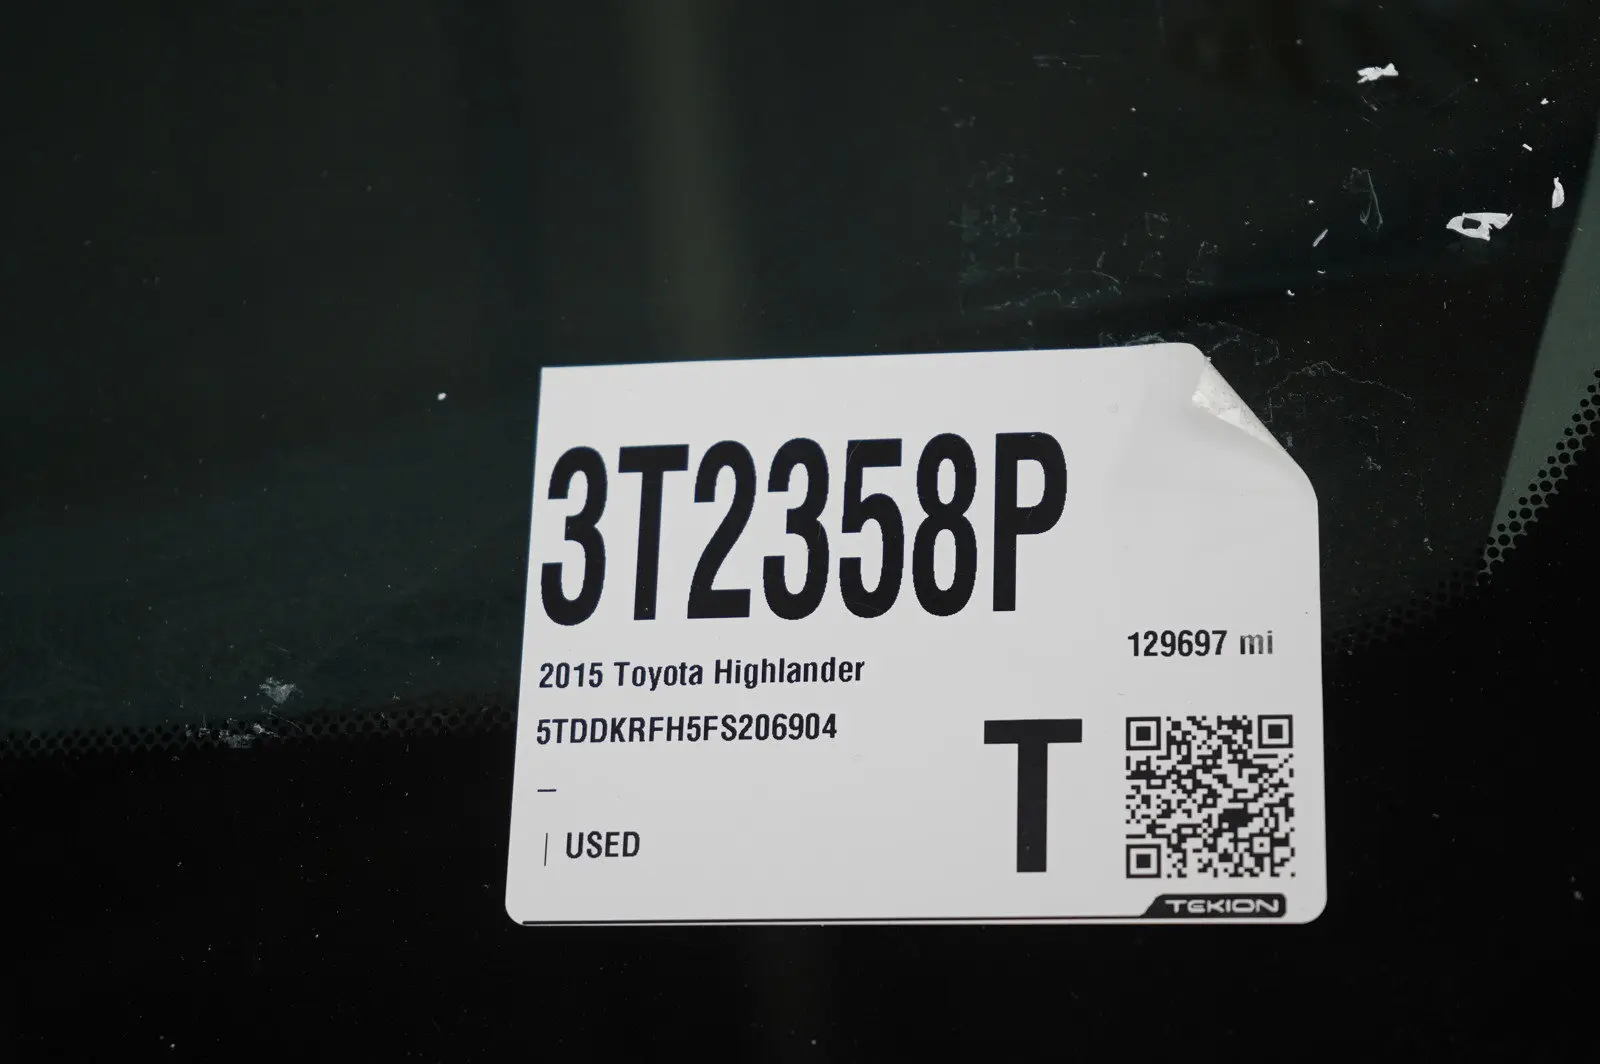 3T2358P
129697 mi
2015 Toyota Highlander
5TDDKRFH5FS206904
–
| USED
T
TEKION